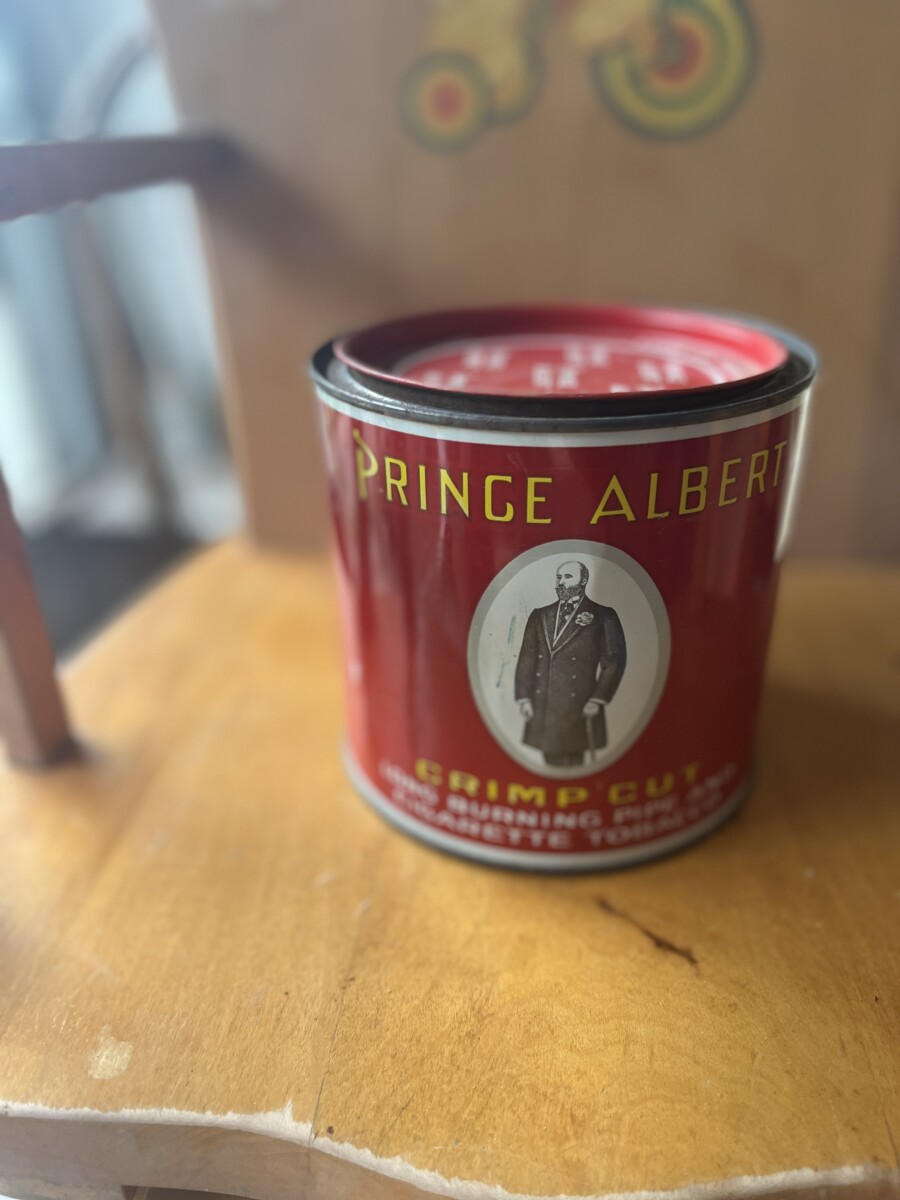 PRINCE ALBERT
CRIMP CUT
LONG BURNING PIPE AND
CIGARETTE TOBACCO